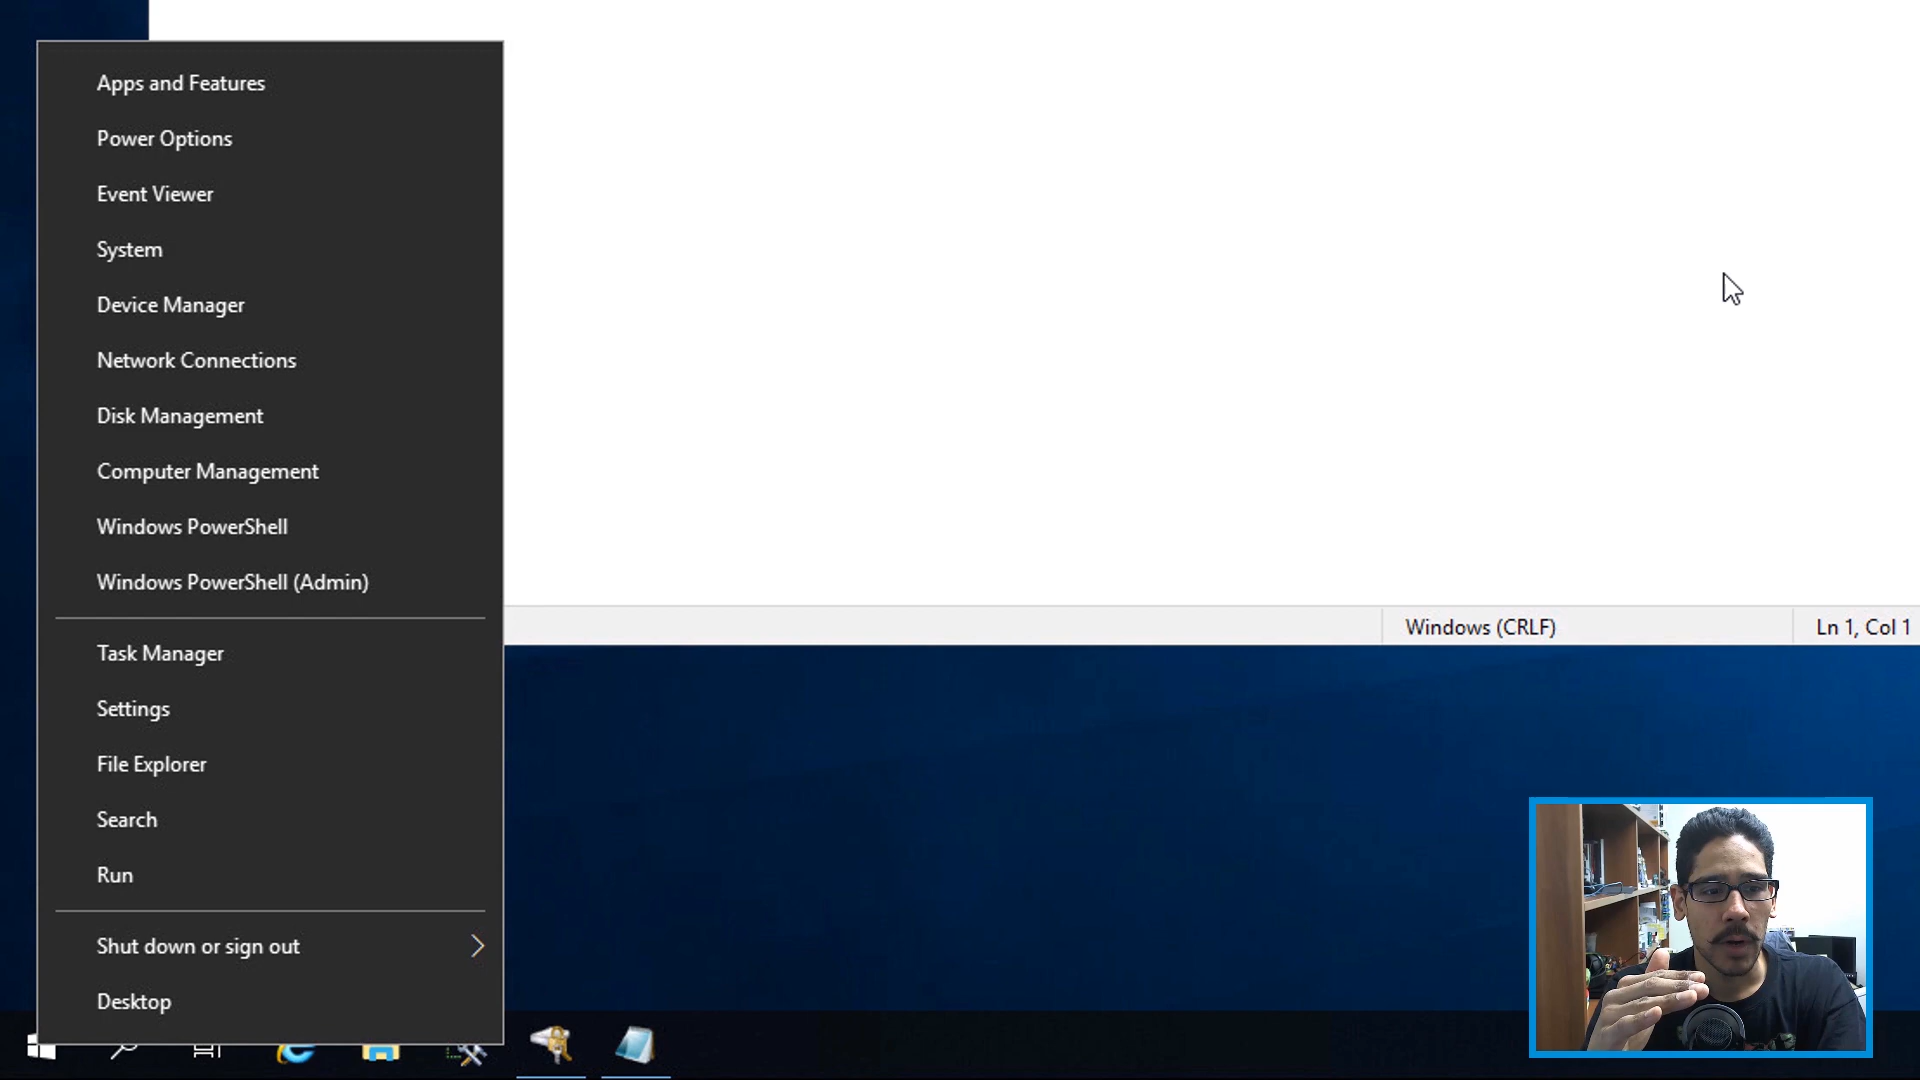 Apps and Features
Power Options
Event Viewer
System
Device Manager
Network Connections
Disk Management
Computer Management
Windows PowerShell
Windows PowerShell (Admin)
Task Manager
Settings
File Explorer
Search
Run
Shut down or sign out
Desktop
Windows (CRLF)
Ln 1, Col 1